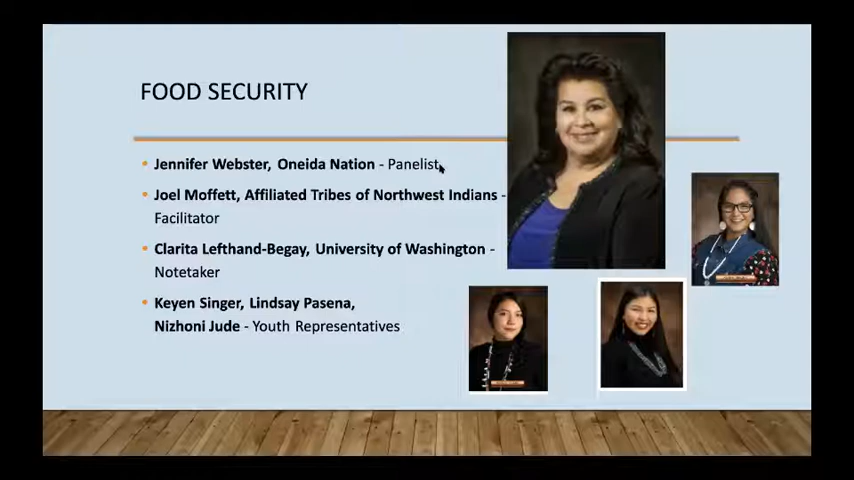 FOOD SECURITY
• Jennifer Webster, Oneida Nation - Panelist
• Joel Moffett, Affiliated Tribes of Northwest Indians -
Facilitator
• Clarita Lefthand-Begay, University of Washington -
Notetaker
• Keyen Singer, Lindsay Pasena,
Nizhoni Jude - Youth Representatives